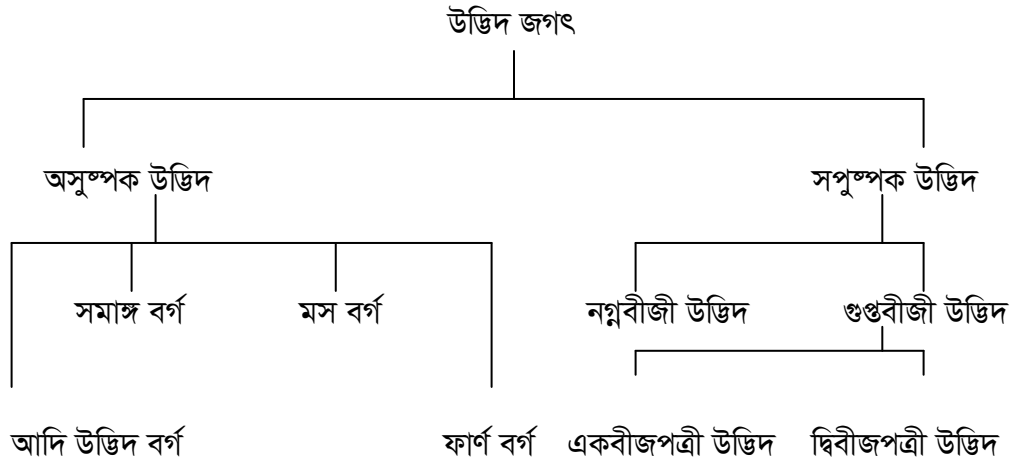 উদ্ভিদ জগৎ
অসুষ্পক উদ্ভিদ সপুষ্পক উদ্ভিদ
সমাঙ্গ বর্গ মস বর্গ নগ্নবীজী উদ্ভিদ গুপ্তবীজী উদ্ভিদ
আদি উদ্ভিদ বর্গ ফার্ণ বর্গ একবীজপত্রী উদ্ভিদ দ্বিবীজপত্রী উদ্ভিদ